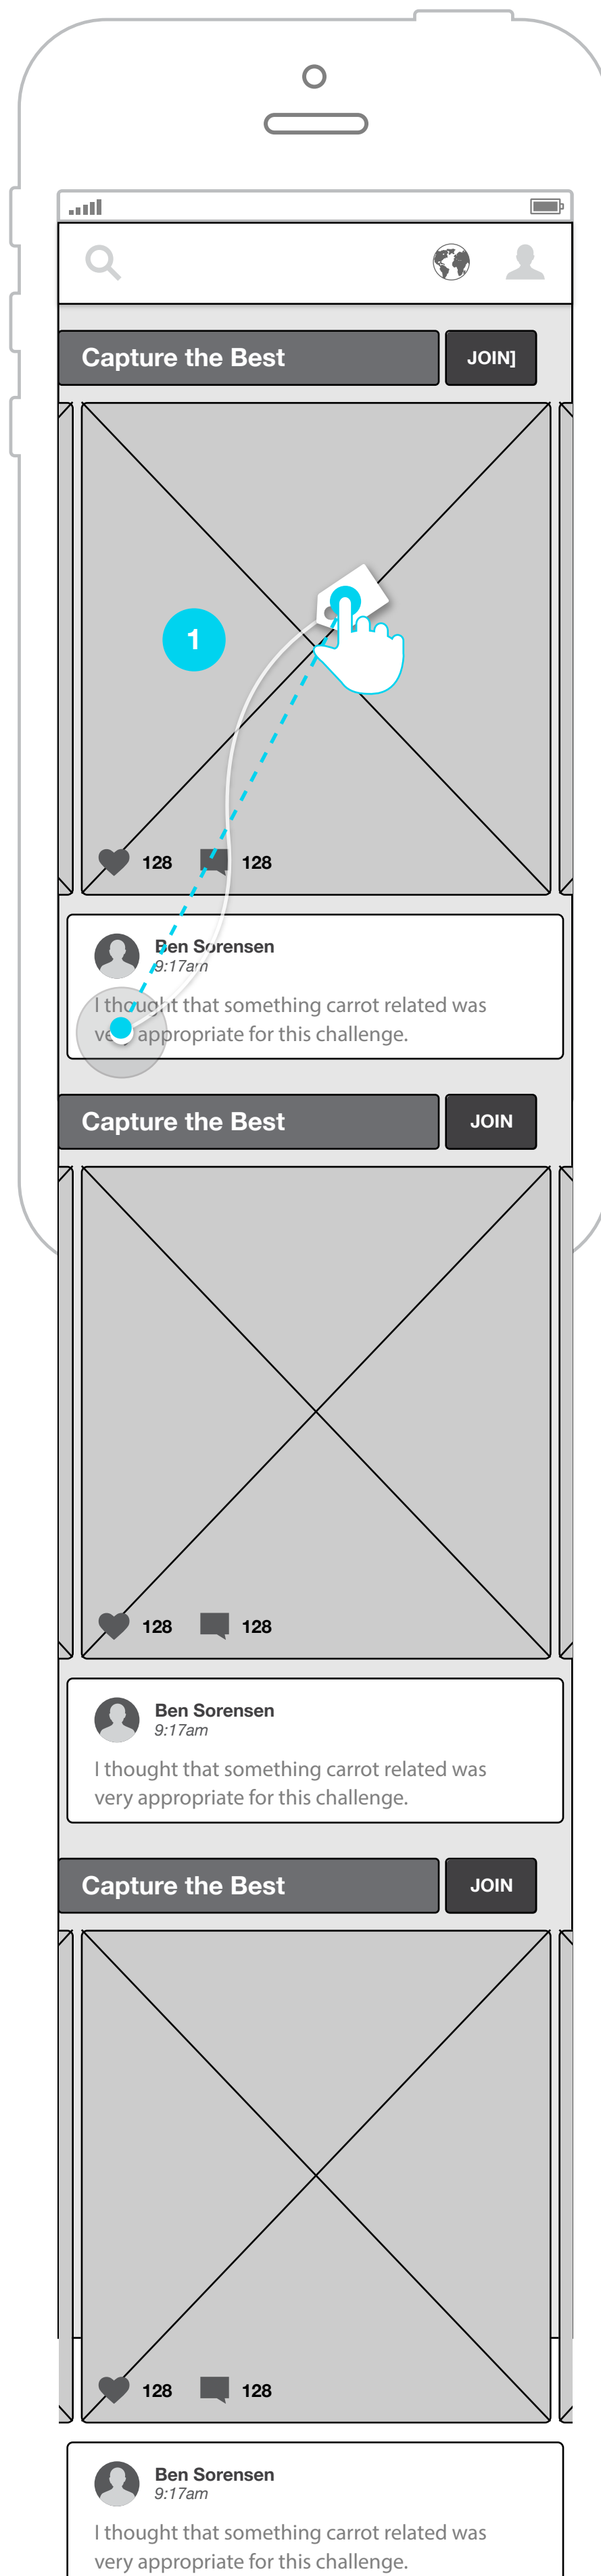 Capture the Best JOIN]
1
128 128
Ben Sorensen
9:17am
I thought that something carrot related was
very appropriate for this challenge.
Capture the Best JOIN
128 128
Ben Sorensen
9:17am
I thought that something carrot related was
very appropriate for this challenge.
Capture the Best JOIN
128 128
Ben Sorensen
9:17am
I thought that something carrot related was
very appropriate for this challenge.